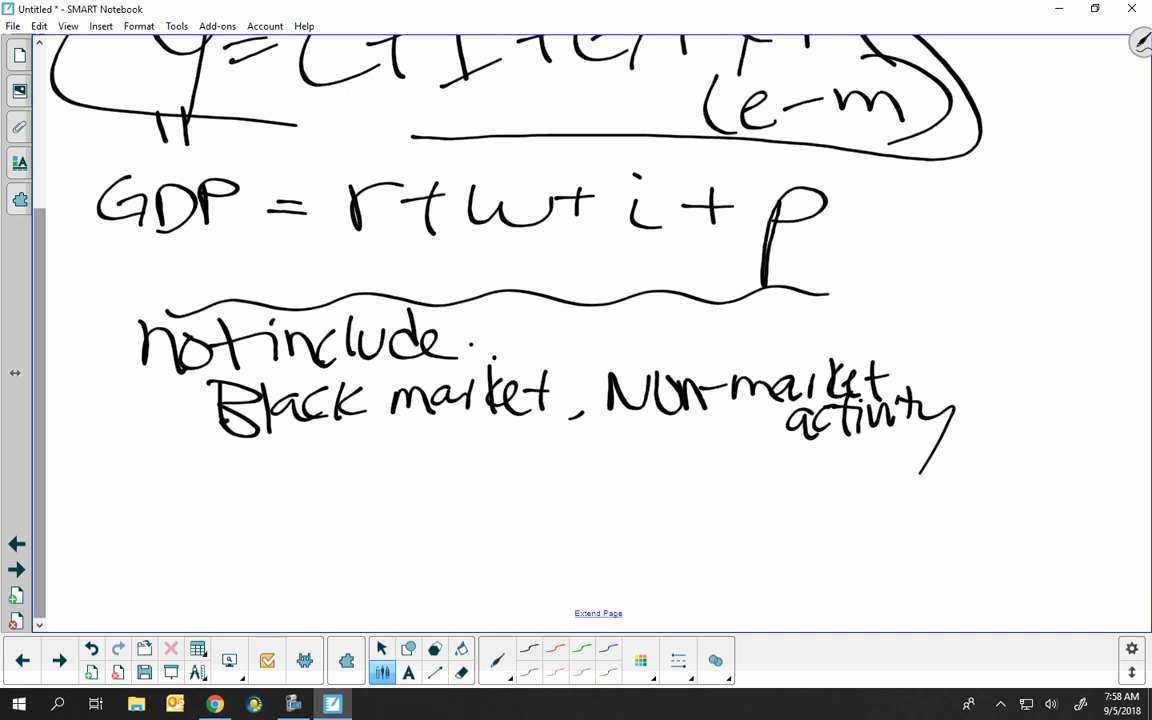 Untitled * - SMART Notebook
File Edit View Insert Format Tools Add-ons Account Help
(e-m)
GDP = r + w + i + p
not include.
Black market, Non-market
activity
Extend Page
7:58 AM
9/5/2018